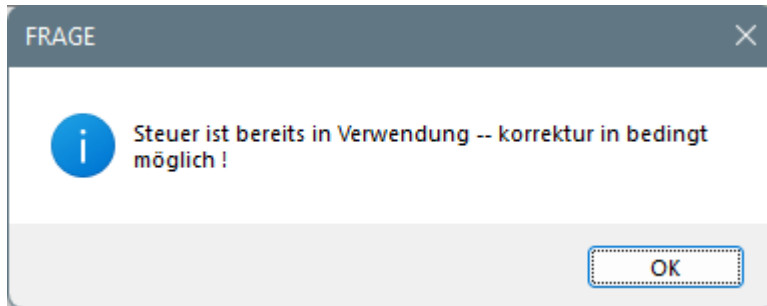 FRAGE
Steuer ist bereits in Verwendung -- korrektur in bedingt
möglich !
OK